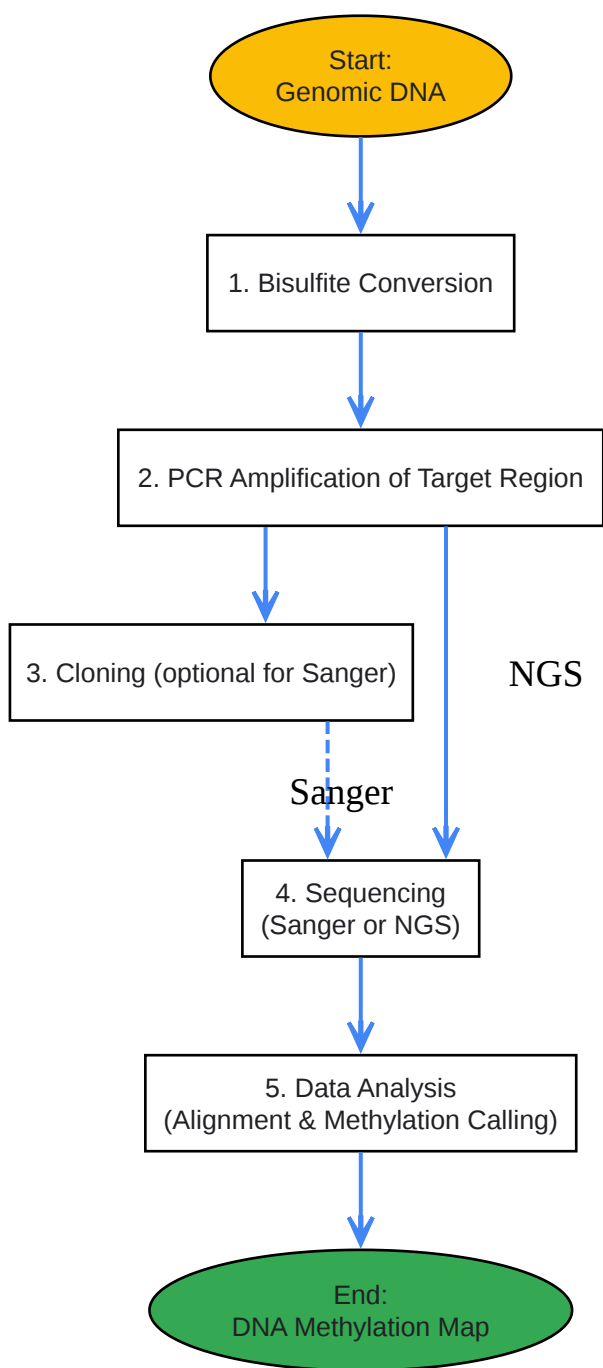 Start:
Genomic DNA
1. Bisulfite Conversion
2. PCR Amplification of Target Region
3. Cloning (optional for Sanger)
NGS
Sanger
4. Sequencing
(Sanger or NGS)
5. Data Analysis
(Alignment & Methylation Calling)
End:
DNA Methylation Map